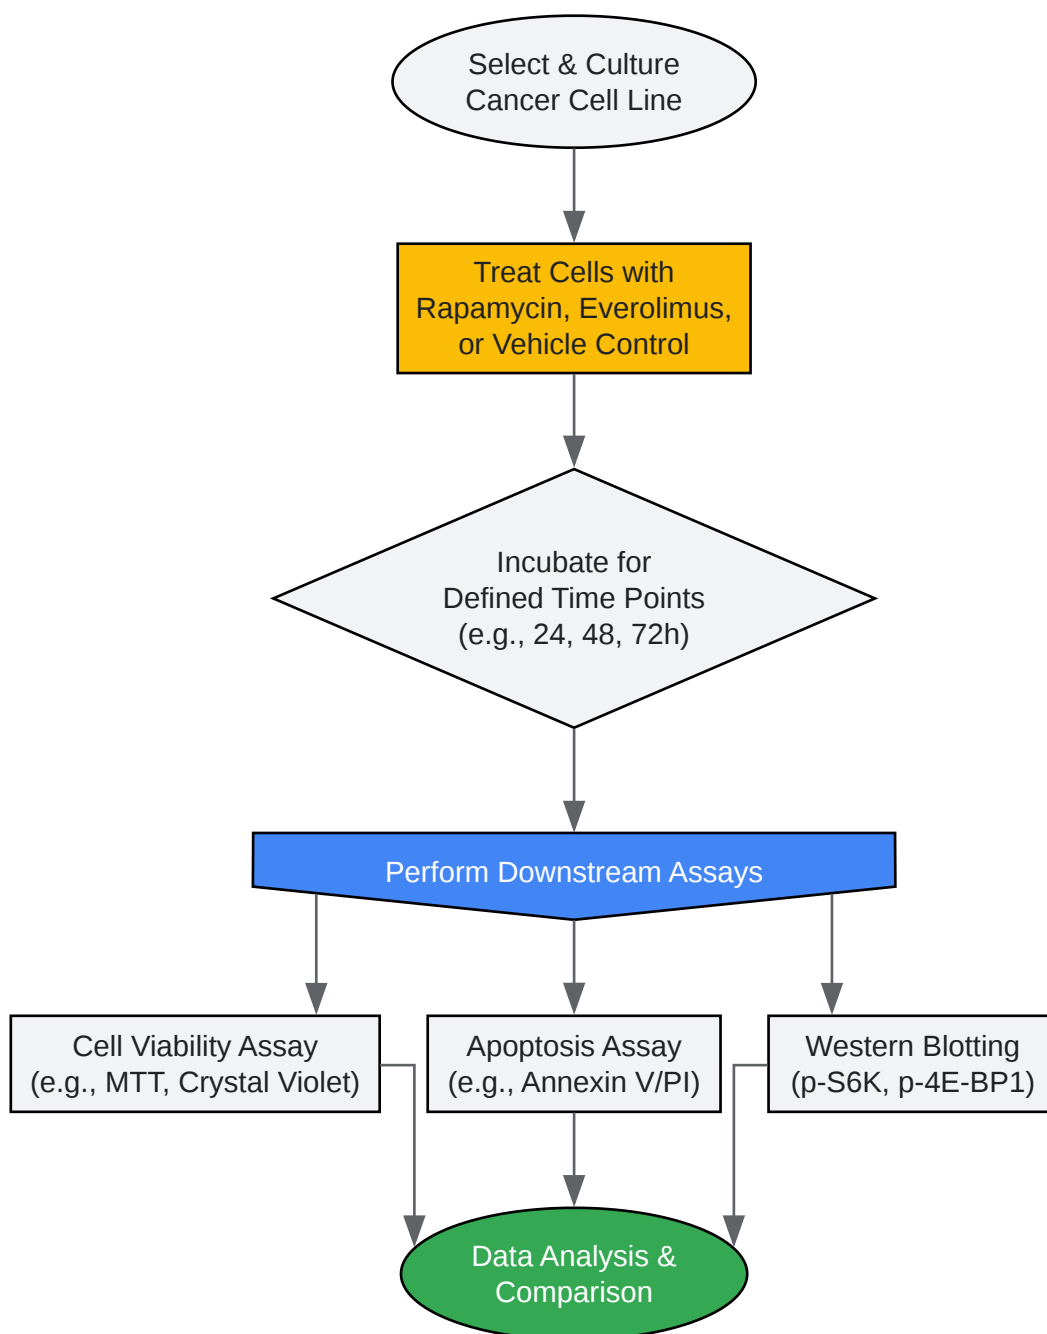 Select & Culture
Cancer Cell Line
Treat Cells with
Rapamycin, Everolimus,
or Vehicle Control
Incubate for
Defined Time Points
(e.g., 24, 48, 72h)
Perform Downstream Assays
Cell Viability Assay
(e.g., MTT, Crystal Violet)
Apoptosis Assay
(e.g., Annexin V/PI)
Western Blotting
(p-S6K, p-4E-BP1)
Data Analysis &
Comparison